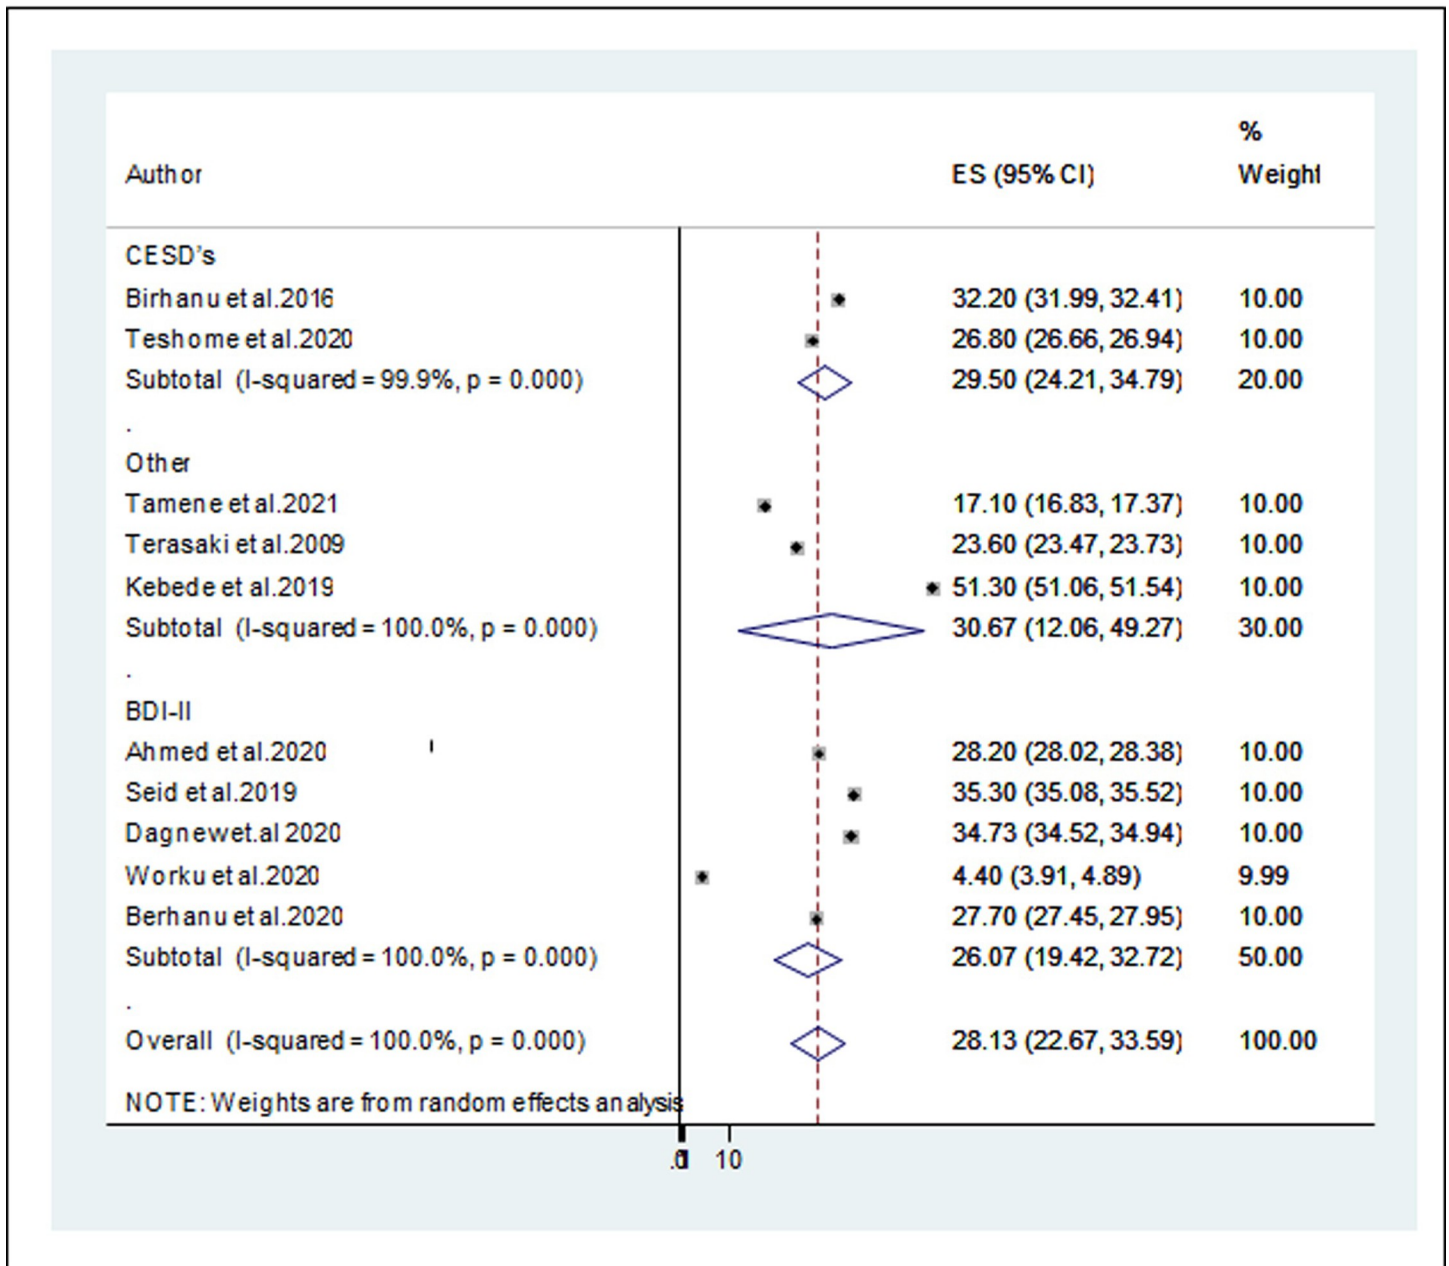 %
Author ES (95% CI) Weight
CESD's
Birhanu et al.2016 32.20 (31.99, 32.41) 10.00
Teshome et al.2020 26.80 (26.66, 26.94) 10.00
Subtotal (I-squared = 99.9%, p = 0.000) 29.50 (24.21, 34.79) 20.00
.
Other
Tamene et al.2021 17.10 (16.83, 17.37) 10.00
Terasaki et al.2009 23.60 (23.47, 23.73) 10.00
Kebede et al.2019 51.30 (51.06, 51.54) 10.00
Subtotal (I-squared = 100.0%, p = 0.000) 30.67 (12.06, 49.27) 30.00
.
BDI-II
Ahmed et al.2020 28.20 (28.02, 28.38) 10.00
Seid et al.2019 35.30 (35.08, 35.52) 10.00
Dagnew et.al 2020 34.73 (34.52, 34.94) 10.00
Worku et al.2020 4.40 (3.91, 4.89) 9.99
Berhanu et al.2020 27.70 (27.45, 27.95) 10.00
Subtotal (I-squared = 100.0%, p = 0.000) 26.07 (19.42, 32.72) 50.00
.
Overall (I-squared = 100.0%, p = 0.000) 28.13 (22.67, 33.59) 100.00
NOTE: Weights are from random effects analysis
10